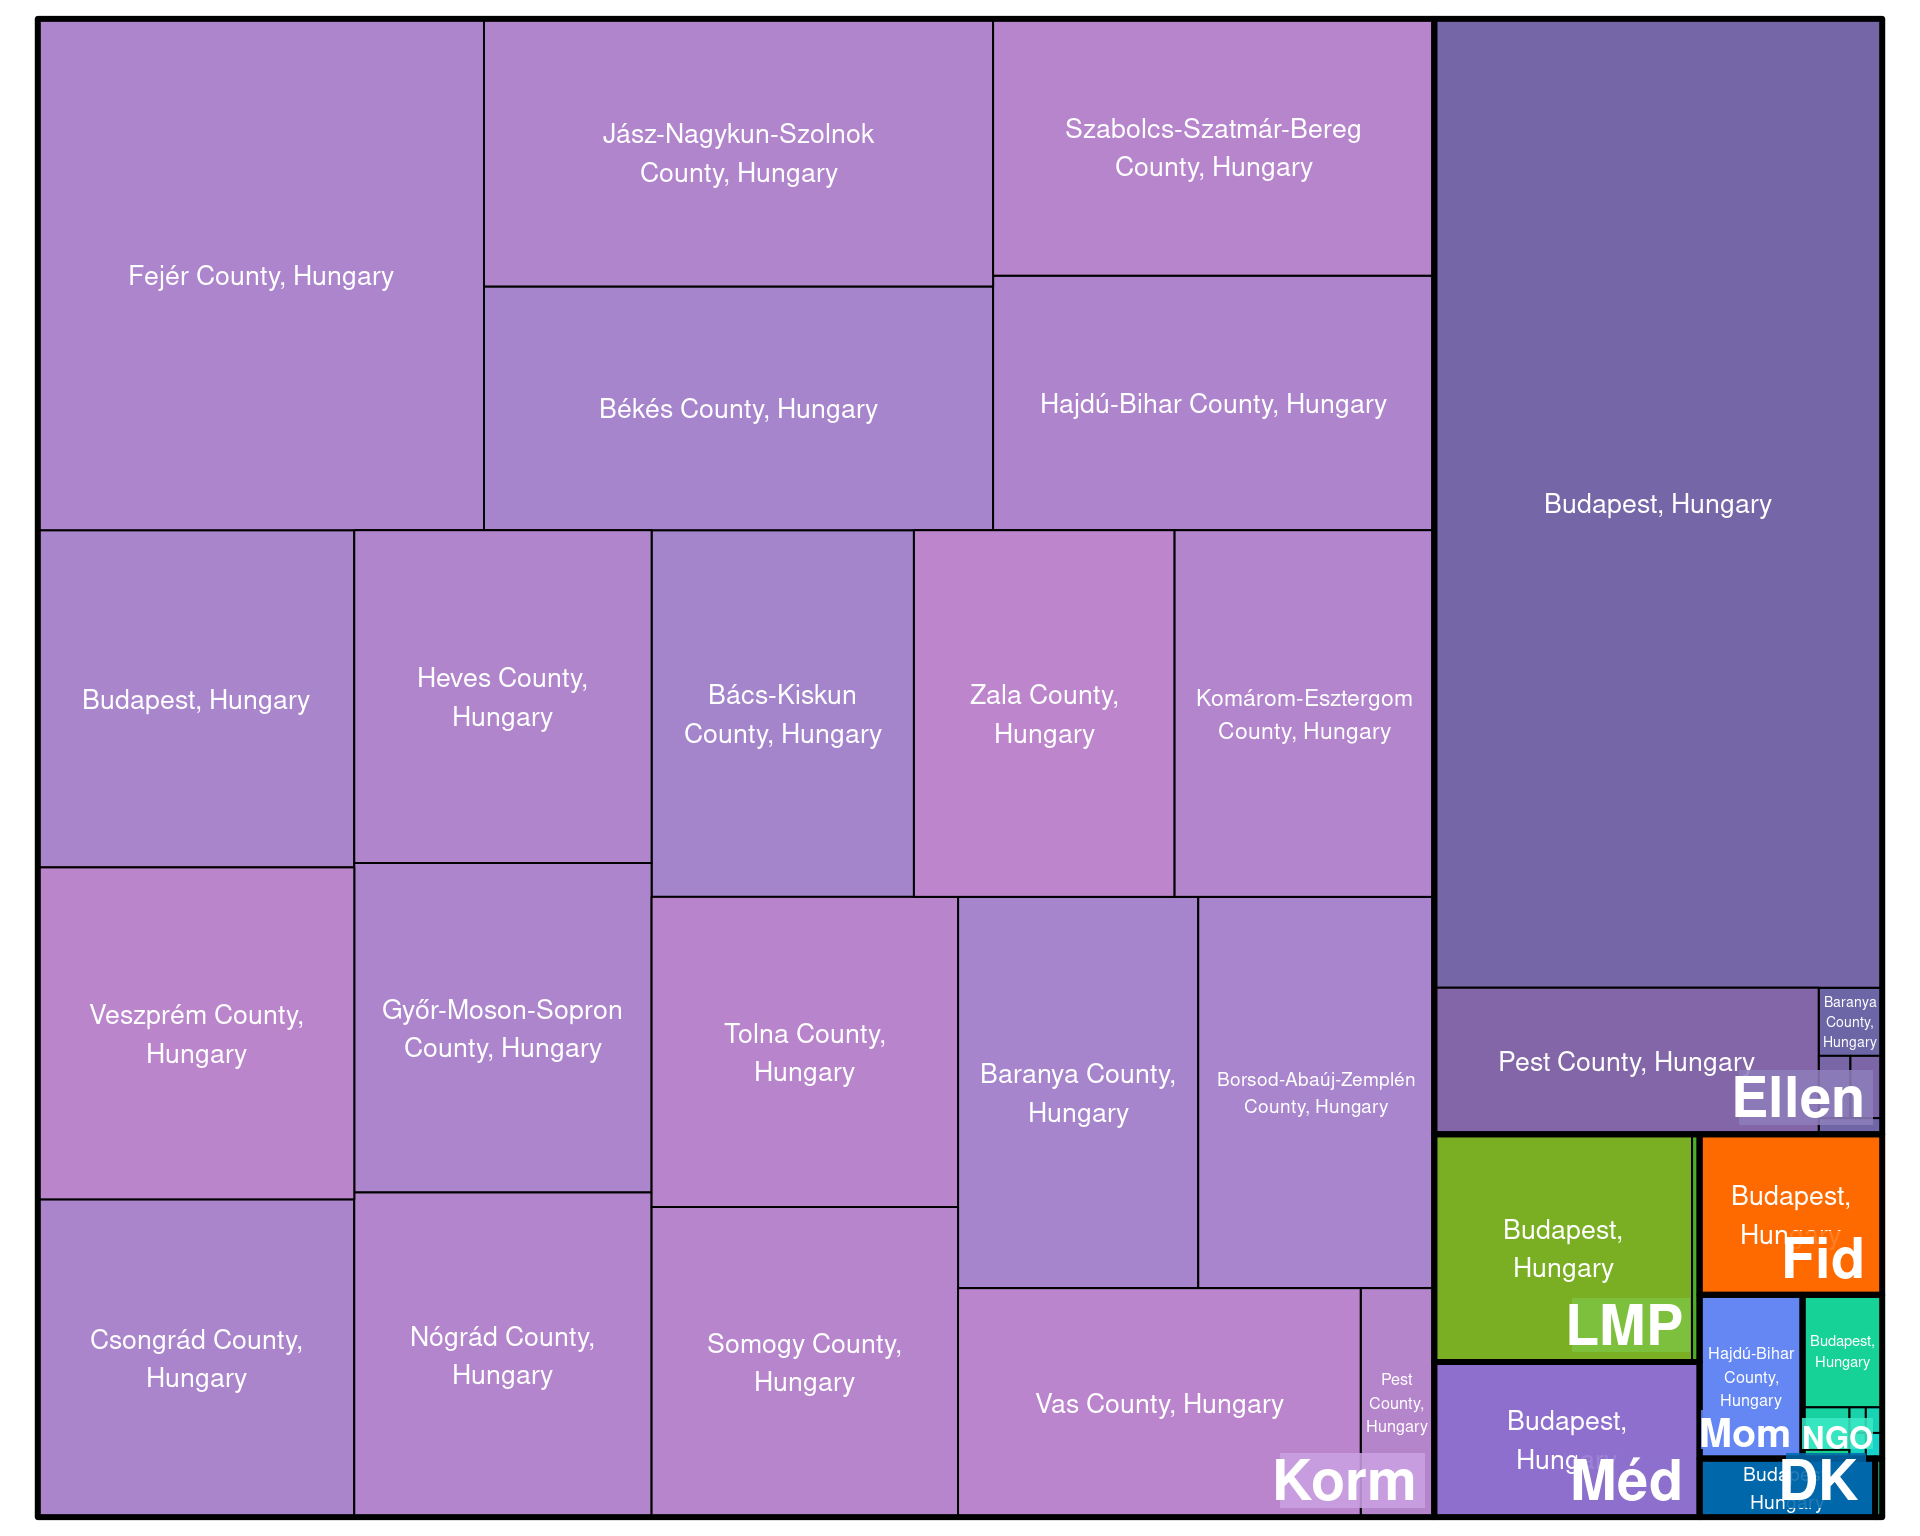 Fejér County, Hungary
Jász-Nagykun-Szolnok
County, Hungary
Szabolcs-Szatmár-Bereg
County, Hungary
Békés County, Hungary
Hajdú-Bihar County, Hungary
Budapest, Hungary
Heves County,
Hungary
Bács-Kiskun
County, Hungary
Zala County,
Hungary
Komárom-Esztergom
County, Hungary
Veszprém County,
Hungary
Győr-Moson-Sopron
County, Hungary
Tolna County,
Hungary
Baranya County,
Hungary
Borsod-Abaúj-Zemplén
County, Hungary
Csongrád County,
Hungary
Nógrád County,
Hungary
Somogy County,
Hungary
Vas County, Hungary
Pest
County,
Hungary
Korm
Budapest, Hungary
Pest County, Hungary
Baranya
County,
Hungary
Ellen
Budapest,
Hungary
LMP
Budapest,
Hungary
Fid
Budapest,
Hungary
Méd
Hajdú-Bihar
County,
Hungary
Mom
Budapest,
Hungary
NGO
Budapest,
Hungary
DK